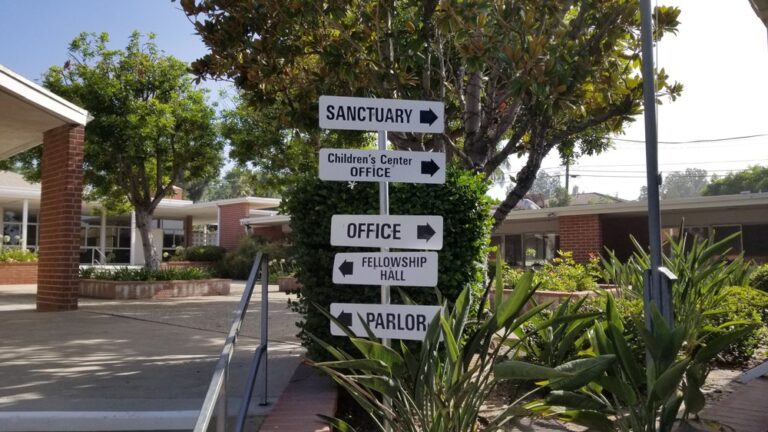 SANCTUARY
Children's Center
OFFICE
OFFICE
FELLOWSHIP
HALL
PARLOR